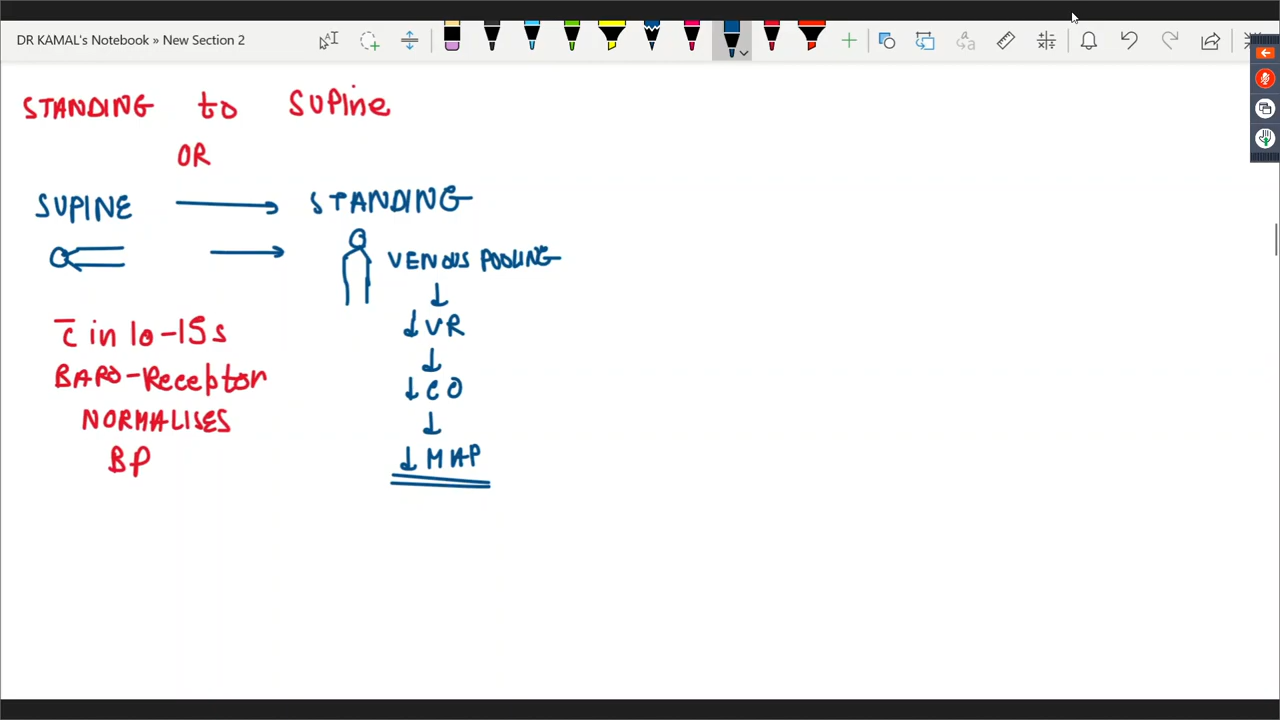 DR KAMAL's Notebook » New Section 2
STANDING to Supine
OR
SUPINE → STANDING
→ VENOUS POOLING
↓
↓ VR
↓
↓ CO
↓
↓ MAP
c̄ in 10-15s
BARO-Receptor
NORMALISES
BP